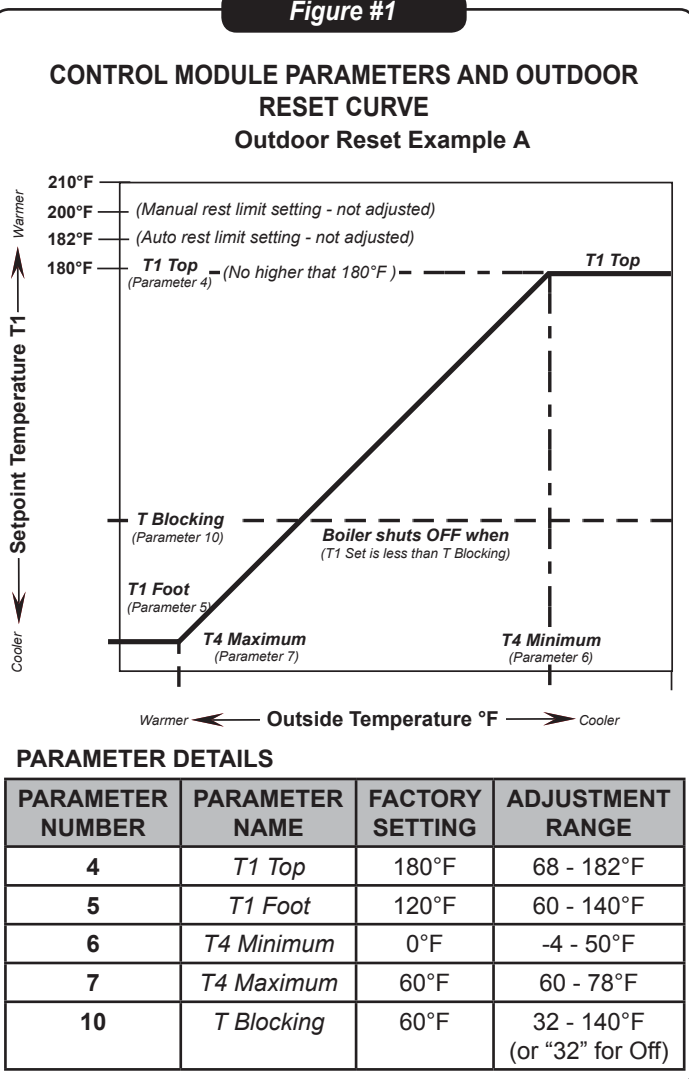 Figure #1
CONTROL MODULE PARAMETERS AND OUTDOOR
RESET CURVE
Outdoor Reset Example A
210°F
200°F (Manual rest limit setting - not adjusted)
182°F (Auto rest limit setting - not adjusted)
180°F T1 Top (No higher that 180°F )
(Parameter 4)
T1 Top
Warmer
Setpoint Temperature T1
Cooler
T Blocking
(Parameter 10)
Boiler shuts OFF when
(T1 Set is less than T Blocking)
T1 Foot
(Parameter 5)
T4 Maximum
(Parameter 7)
T4 Minimum
(Parameter 6)
Warmer Outside Temperature °F Cooler
PARAMETER DETAILS
PARAMETER NUMBER PARAMETER NAME FACTORY SETTING ADJUSTMENT RANGE
4 T1 Top 180°F 68 - 182°F
5 T1 Foot 120°F 60 - 140°F
6 T4 Minimum 0°F -4 - 50°F
7 T4 Maximum 60°F 60 - 78°F
10 T Blocking 60°F 32 - 140°F
(or “32” for Off)